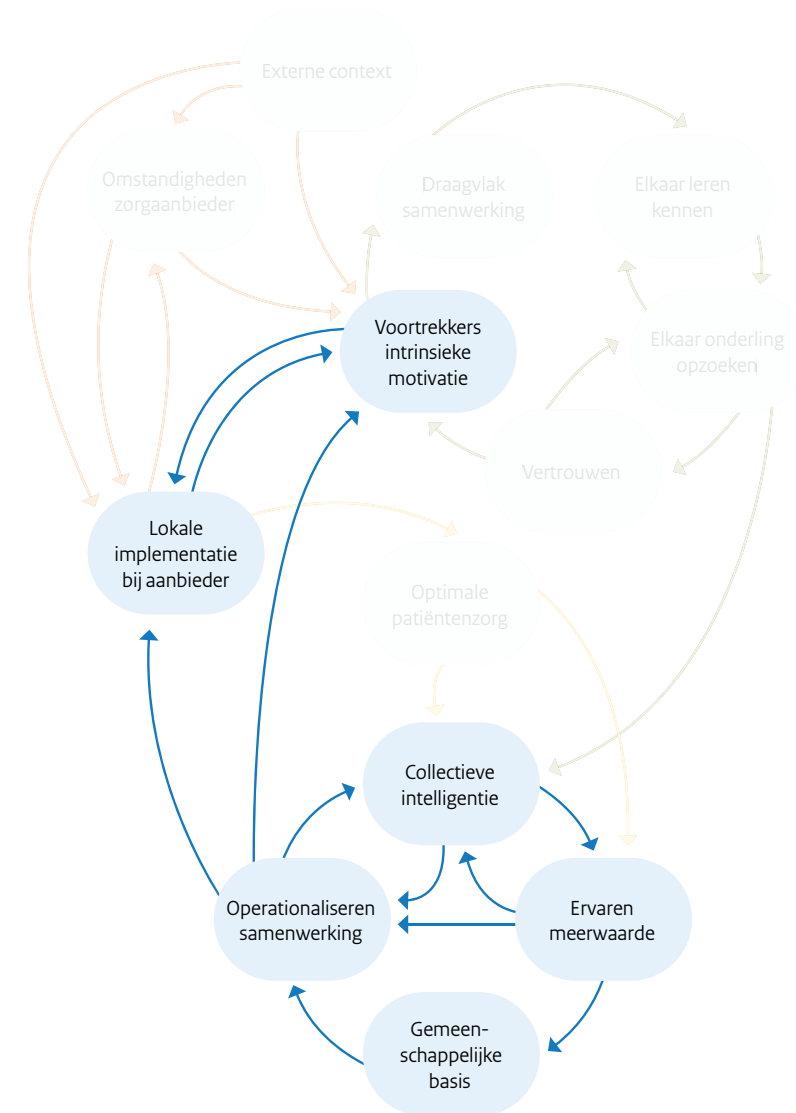 Externe context
Omstandigheden
zorgaanbieder
Draagvlak
samenwerking
Elkaar leren
kennen
Voortrekkers
intrinsieke
motivatie
Elkaar onderling
opzoeken
Vertrouwen
Lokale
implementatie
bij aanbieder
Optimale
patiëntenzorg
Collectieve
intelligentie
Operationaliseren
samenwerking
Ervaren
meerwaarde
Gemeen-
schappelijke
basis